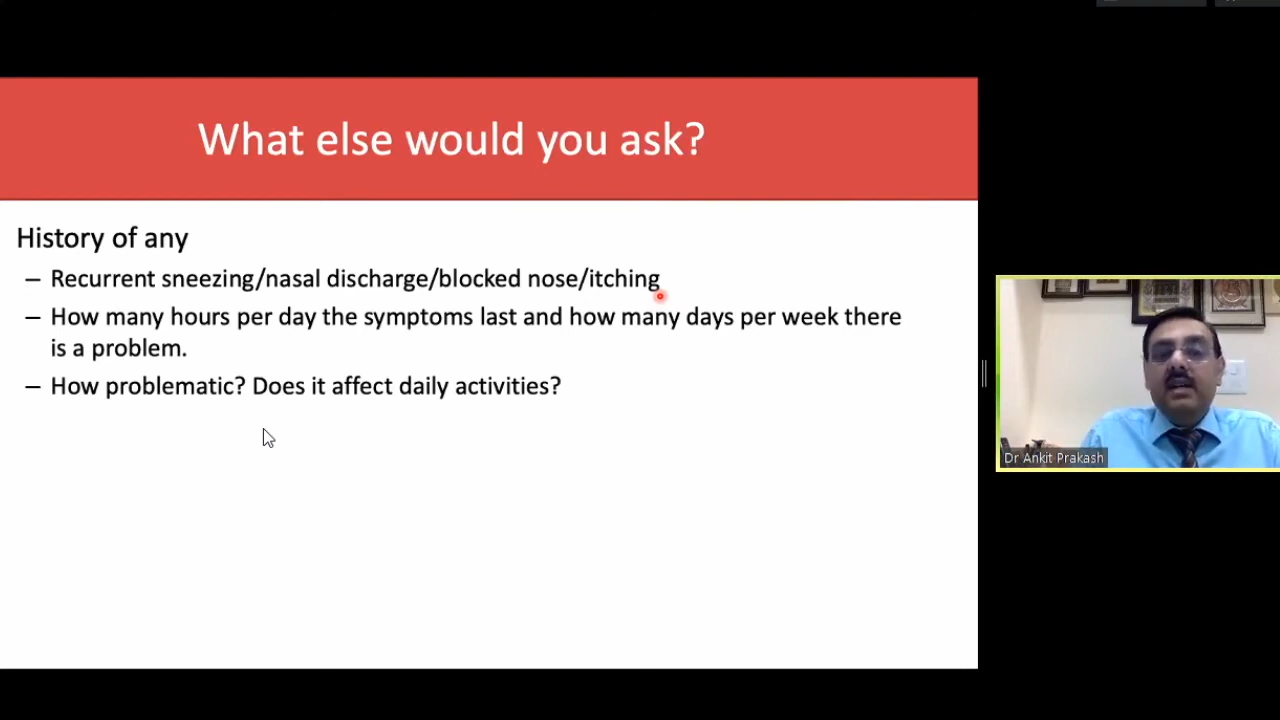 What else would you ask?
History of any
– Recurrent sneezing/nasal discharge/blocked nose/itching
– How many hours per day the symptoms last and how many days per week there
is a problem.
– How problematic? Does it affect daily activities?
Dr Ankit Prakash